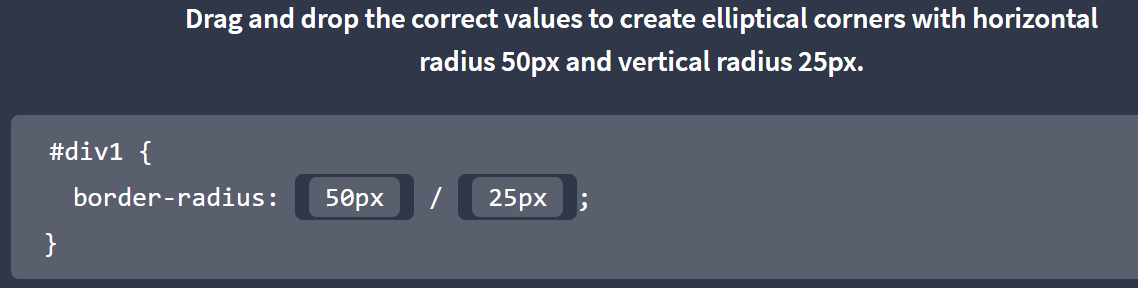 Drag and drop the correct values to create elliptical corners with horizontal
radius 50px and vertical radius 25px.
#div1 {
border-radius: 50px / 25px ;
}